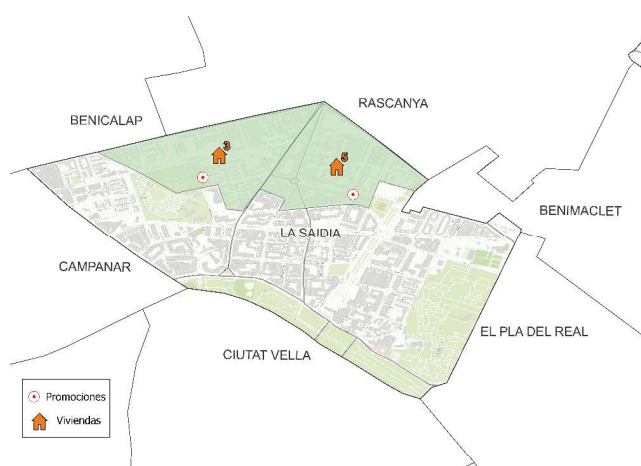 RASCANYA
BENICALAP
3
5
BENIMACLET
LA SAIDIA
CAMPANAR
EL PLA DEL REAL
CIUTAT VELLA
Promociones
Viviendas